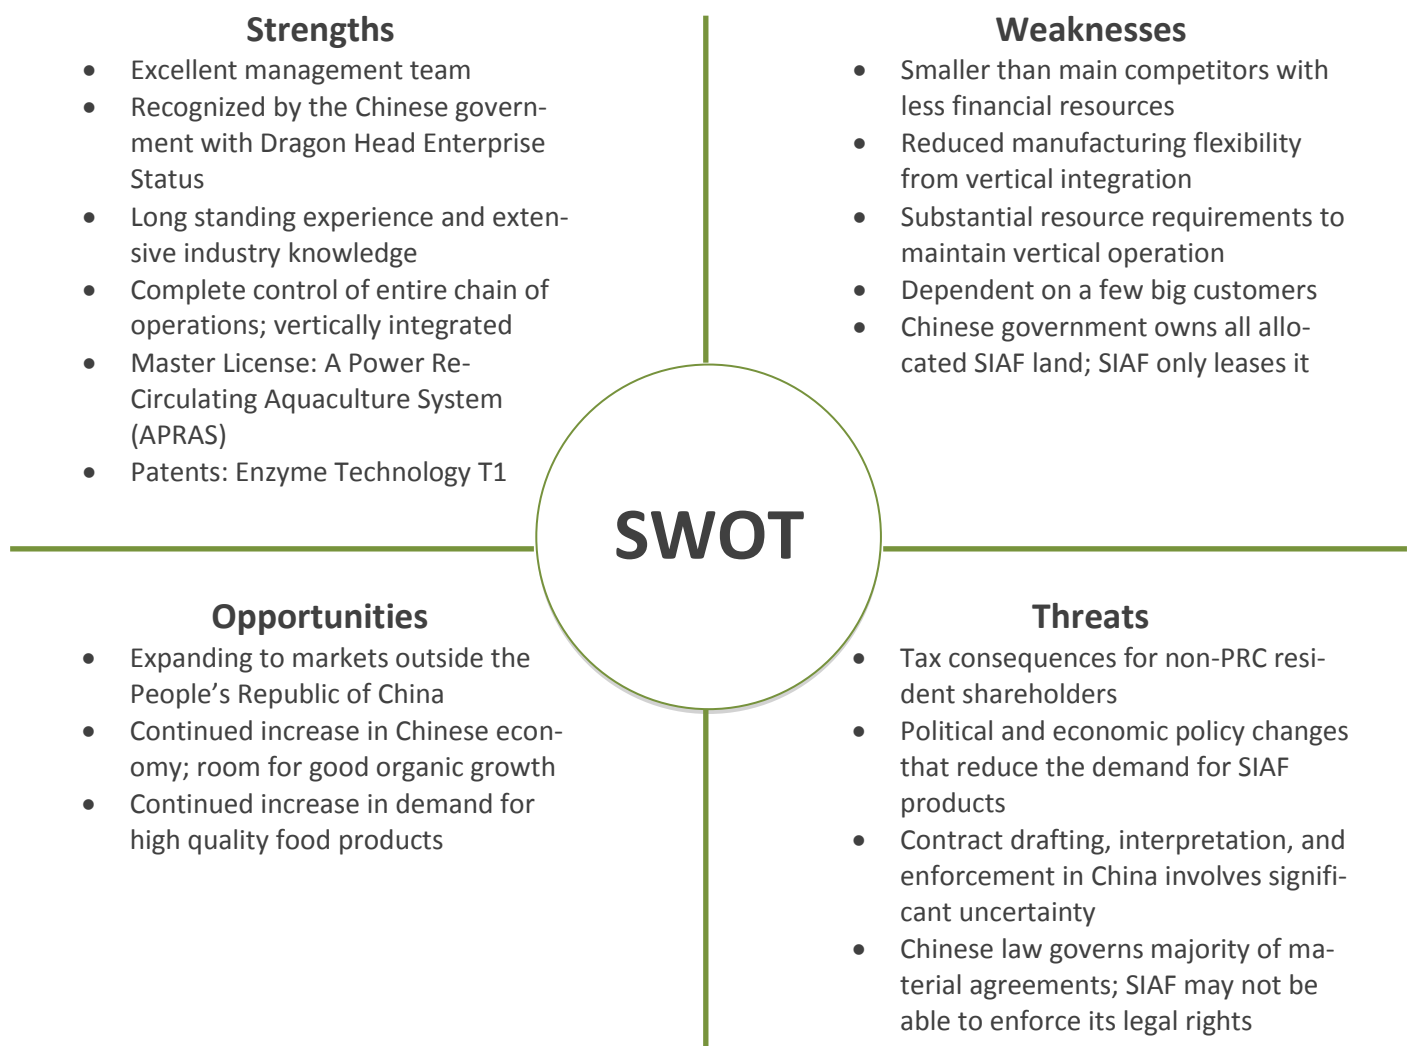 Strengths
Excellent management team
Recognized by the Chinese govern-
ment with Dragon Head Enterprise
Status
Long standing experience and exten-
sive industry knowledge
Complete control of entire chain of
operations; vertically integrated
Master License: A Power Re-
Circulating Aquaculture System
(APRAS)
Patents: Enzyme Technology T1
Weaknesses
Smaller than main competitors with
less financial resources
Reduced manufacturing flexibility
from vertical integration
Substantial resource requirements to
maintain vertical operation
Dependent on a few big customers
Chinese government owns all allo-
cated SIAF land; SIAF only leases it
SWOT
Opportunities
Expanding to markets outside the
People’s Republic of China
Continued increase in Chinese econ-
omy; room for good organic growth
Continued increase in demand for
high quality food products
Threats
Tax consequences for non-PRC resi-
dent shareholders
Political and economic policy changes
that reduce the demand for SIAF
products
Contract drafting, interpretation, and
enforcement in China involves signifi-
cant uncertainty
Chinese law governs majority of ma-
terial agreements; SIAF may not be
able to enforce its legal rights